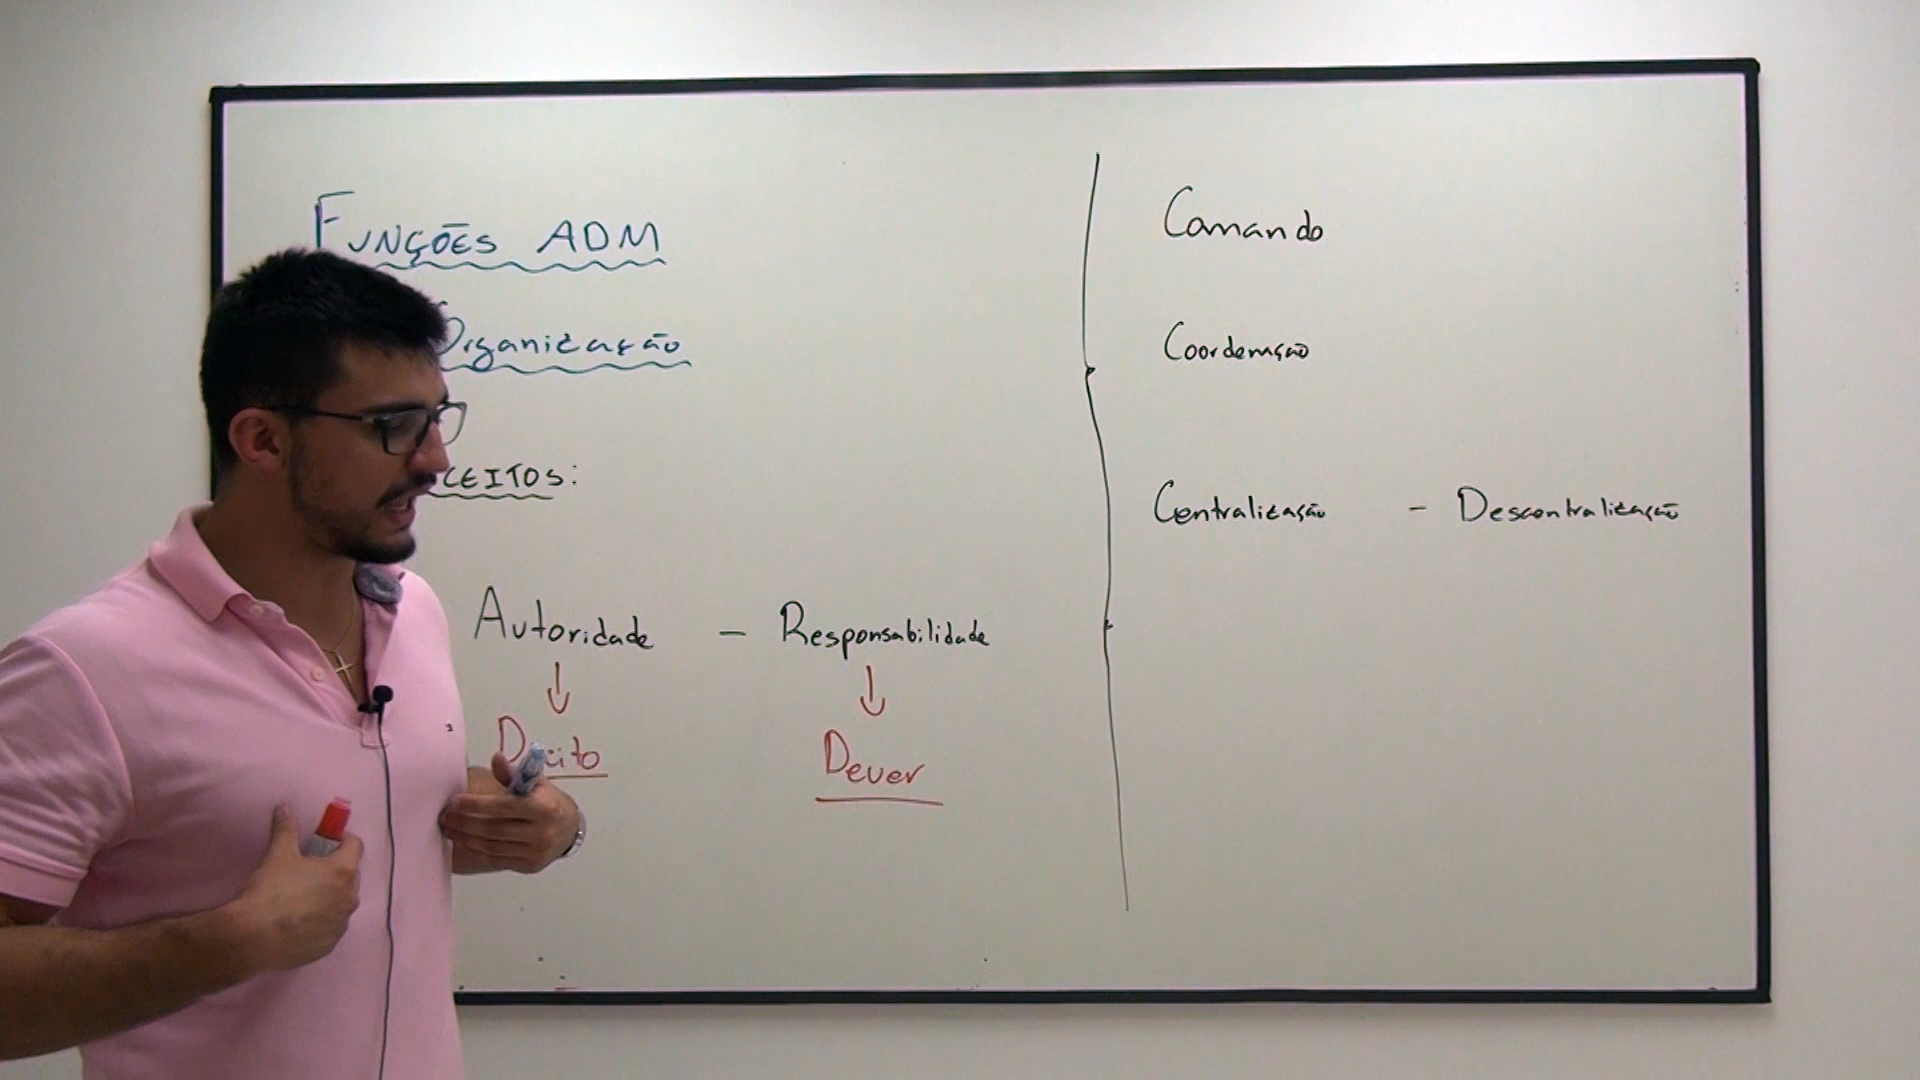 FUNÇÕES ADM
Organização
CEITOS:
Autoridade - Responsabilidade
↓ ↓
Direito Dever
Comando
Coordenação
Centralização - Descentralização